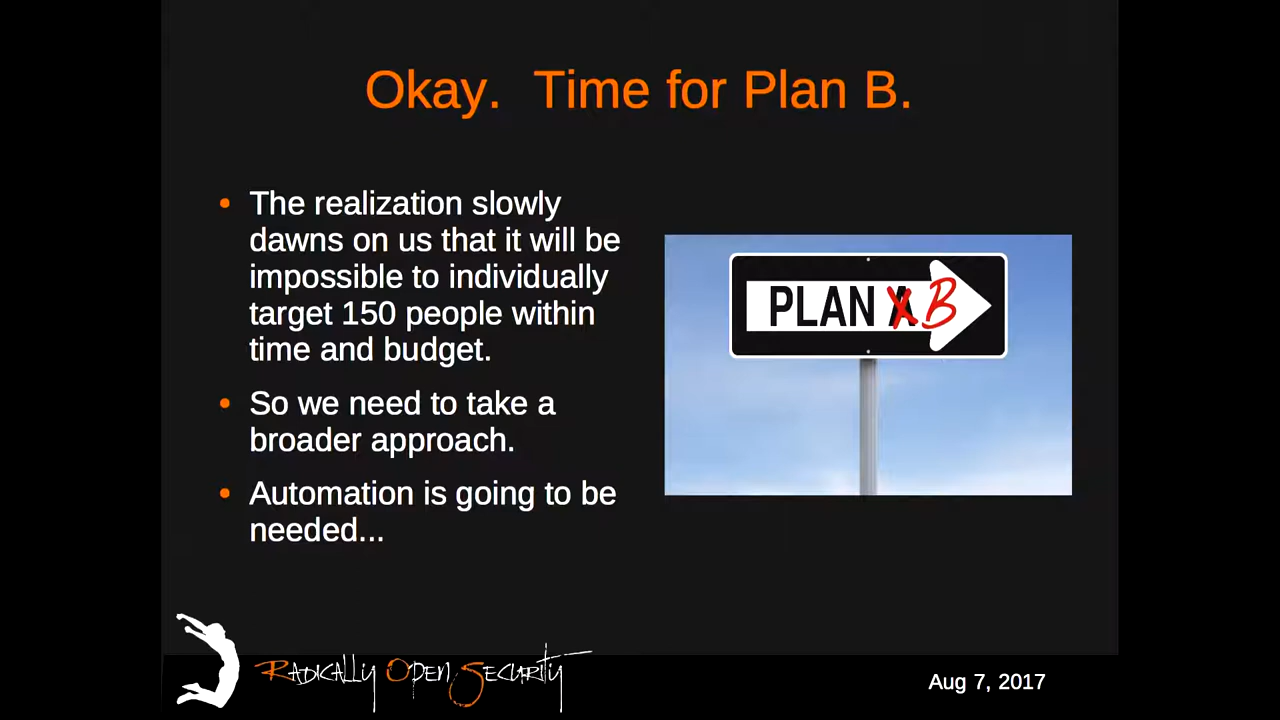 Okay.  Time for Plan B.
• The realization slowly
dawns on us that it will be
impossible to individually
target 150 people within
time and budget.
• So we need to take a
broader approach.
• Automation is going to be
needed...
PLAN A B
RADICALLY OPEN SECURITY
Aug 7, 2017